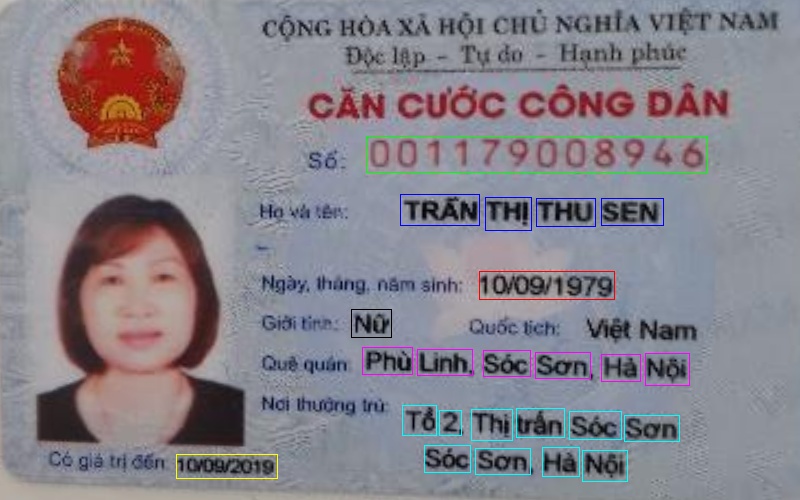 CỘNG HÒA XÃ HỘI CHỦ NGHĨA VIỆT NAM
Độc lập - Tự do - Hạnh phúc
CĂN CƯỚC CÔNG DÂN
Số: 001179008946
Họ và tên: TRẦN THỊ THU SEN
Ngày, tháng, năm sinh: 10/09/1979
Giới tính: Nữ Quốc tịch: Việt Nam
Quê quán: Phù Linh, Sóc Sơn, Hà Nội
Nơi thường trú: Tổ 2, Thị trấn Sóc Sơn
Sóc Sơn, Hà Nội
Có giá trị đến: 10/09/2019